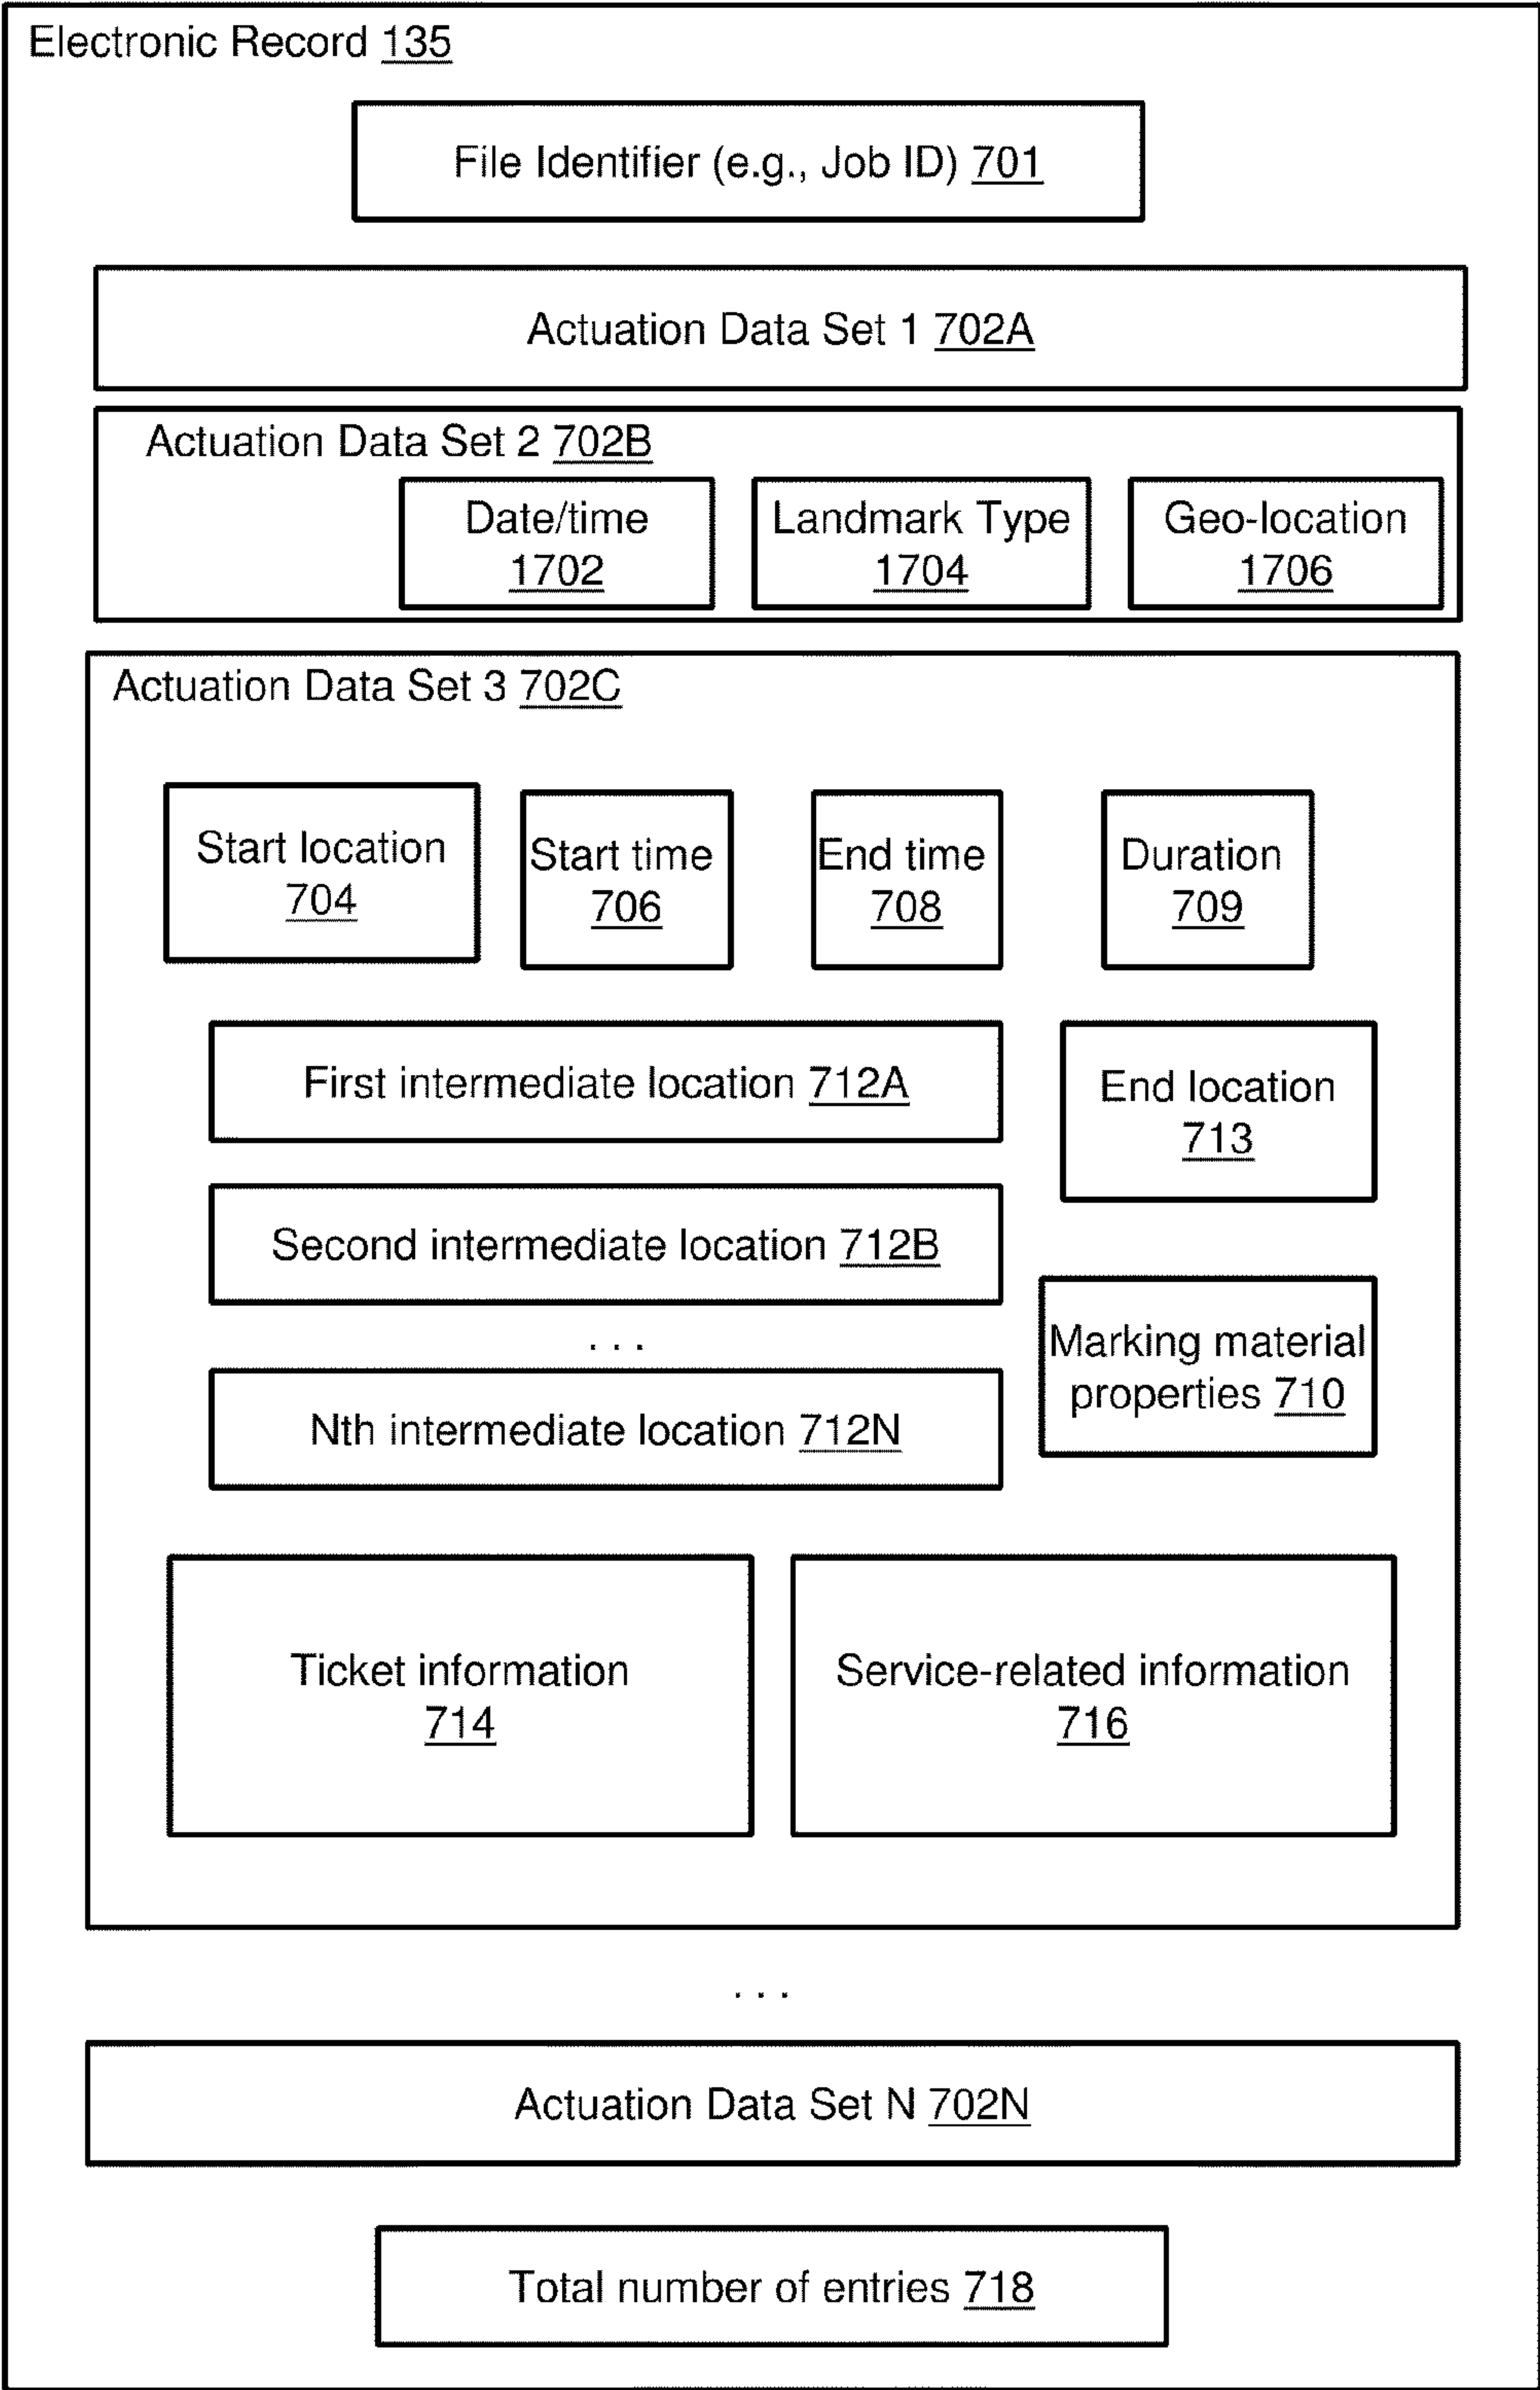 Electronic Record 135
File Identifier (e.g., Job ID) 701
Actuation Data Set 1 702A
Actuation Data Set 2 702B
Date/time
1702
Landmark Type
1704
Geo-location
1706
Actuation Data Set 3 702C
Start location
704
Start time
706
End time
708
Duration
709
First intermediate location 712A
End location
713
Second intermediate location 712B
. . .
Marking material
properties 710
Nth intermediate location 712N
Ticket information
714
Service-related information
716
. . .
Actuation Data Set N 702N
Total number of entries 718